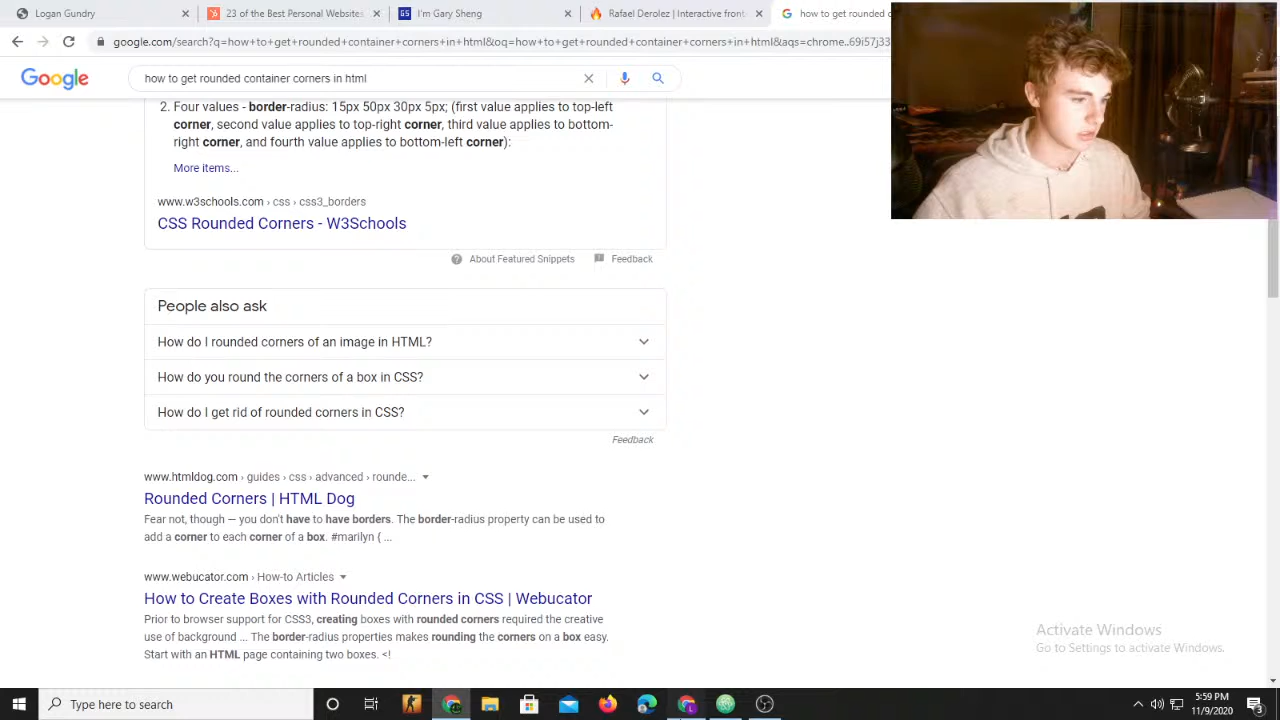 Logan Gundry
23 of the Best Personal Websites
I'm Gary Sheng
Rafael Derolez | Interactive front
how to get rounded c
google.com/search?q=how+to+get+rounded+container+corners+in+html&oq=how+to+get+rounded+container+corners+in+html&aqs=chrome..69i57j33
Google
how to get rounded container corners in html
2. Four values - border-radius: 15px 50px 30px 5px; (first value applies to top-left
corner, second value applies to top-right corner, third value applies to bottom-
right corner, and fourth value applies to bottom-left corner):
More items...
www.w3schools.com › css › css3_borders
CSS Rounded Corners - W3Schools
About Featured Snippets
Feedback
People also ask
How do I rounded corners of an image in HTML?
How do you round the corners of a box in CSS?
How do I get rid of rounded corners in CSS?
Feedback
www.htmldog.com › guides › css › advanced › rounde...
Rounded Corners | HTML Dog
Fear not, though — you don't have to have borders. The border-radius property can be used to
add a corner to each corner of a box. #marilyn { ...
www.webucator.com › How-to Articles
How to Create Boxes with Rounded Corners in CSS | Webucator
Prior to browser support for CSS3, creating boxes with rounded corners required the creative
use of background ... The border-radius properties makes rounding the corners on a box easy.
Start with an HTML page containing two boxes. <!
Activate Windows
Go to Settings to activate Windows.
Type here to search
5:59 PM
11/9/2020
3